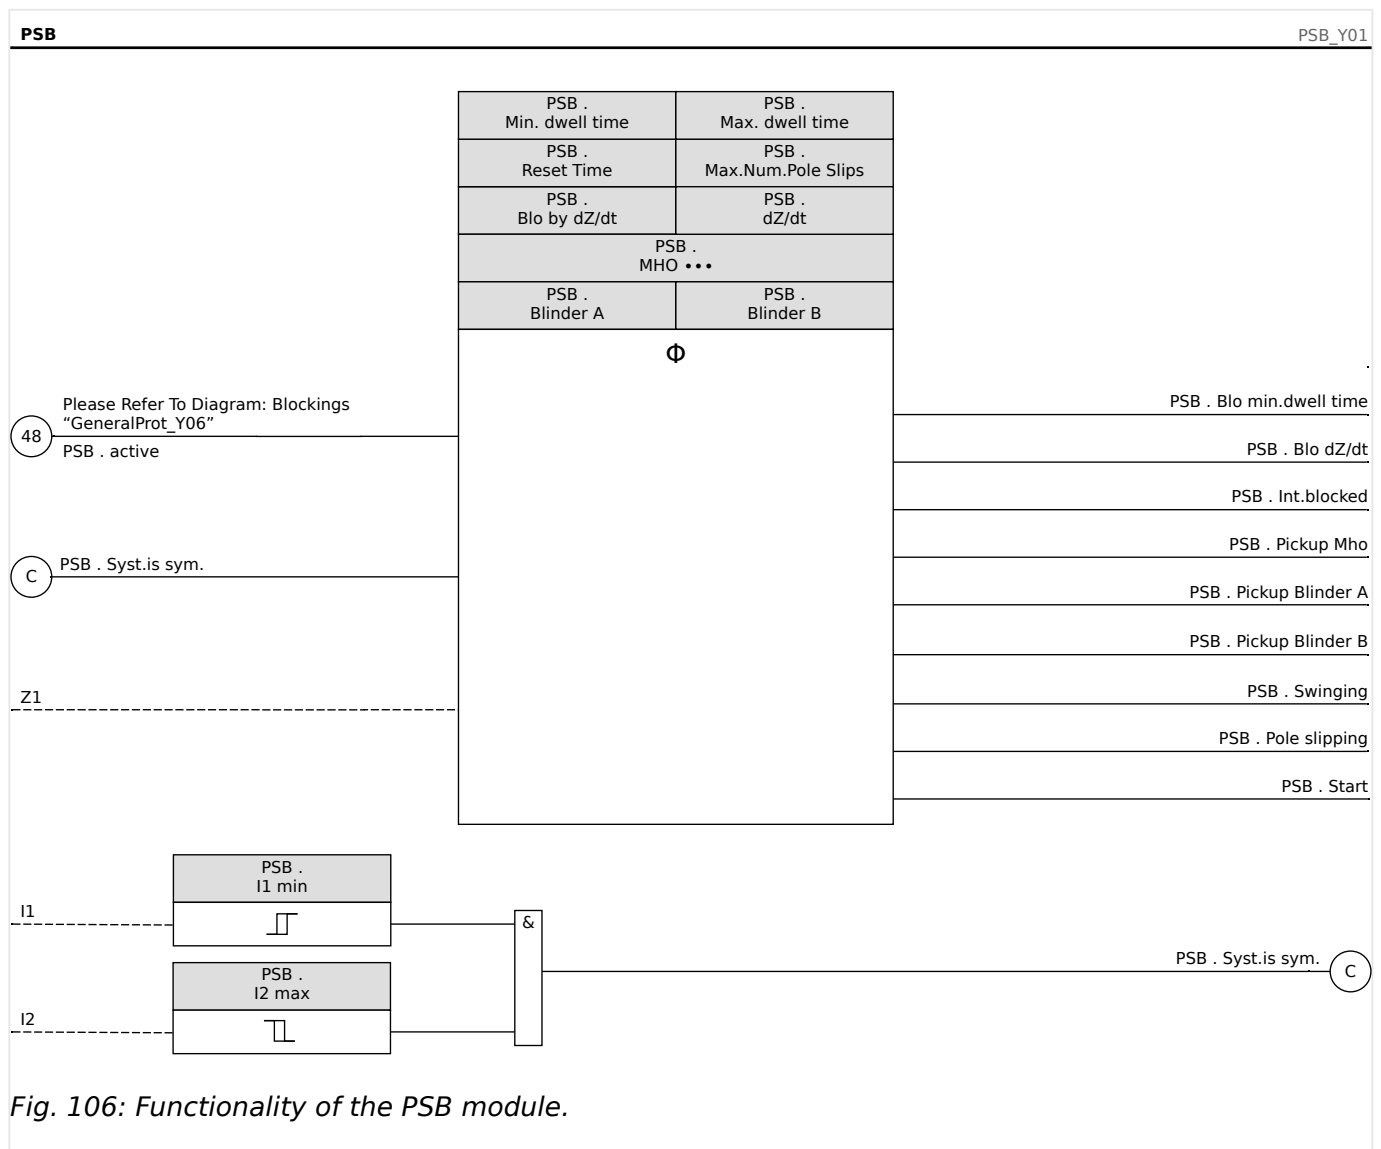 PSB
PSB_Y01
PSB .
Min. dwell time
PSB .
Max. dwell time
PSB .
Reset Time
PSB .
Max.Num.Pole Slips
PSB .
Blo by dZ/dt
PSB .
dZ/dt
PSB .
MHO •••
PSB .
Blinder A
PSB .
Blinder B
Φ
Please Refer To Diagram: Blockings
“GeneralProt_Y06”
48
PSB . active
PSB . Syst.is sym.
C
Z1
PSB . Blo min.dwell time
PSB . Blo dZ/dt
PSB . Int.blocked
PSB . Pickup Mho
PSB . Pickup Blinder A
PSB . Pickup Blinder B
PSB . Swinging
PSB . Pole slipping
PSB . Start
PSB .
I1 min
I1
&
PSB .
I2 max
I2
PSB . Syst.is sym.
C
Fig. 106: Functionality of the PSB module.